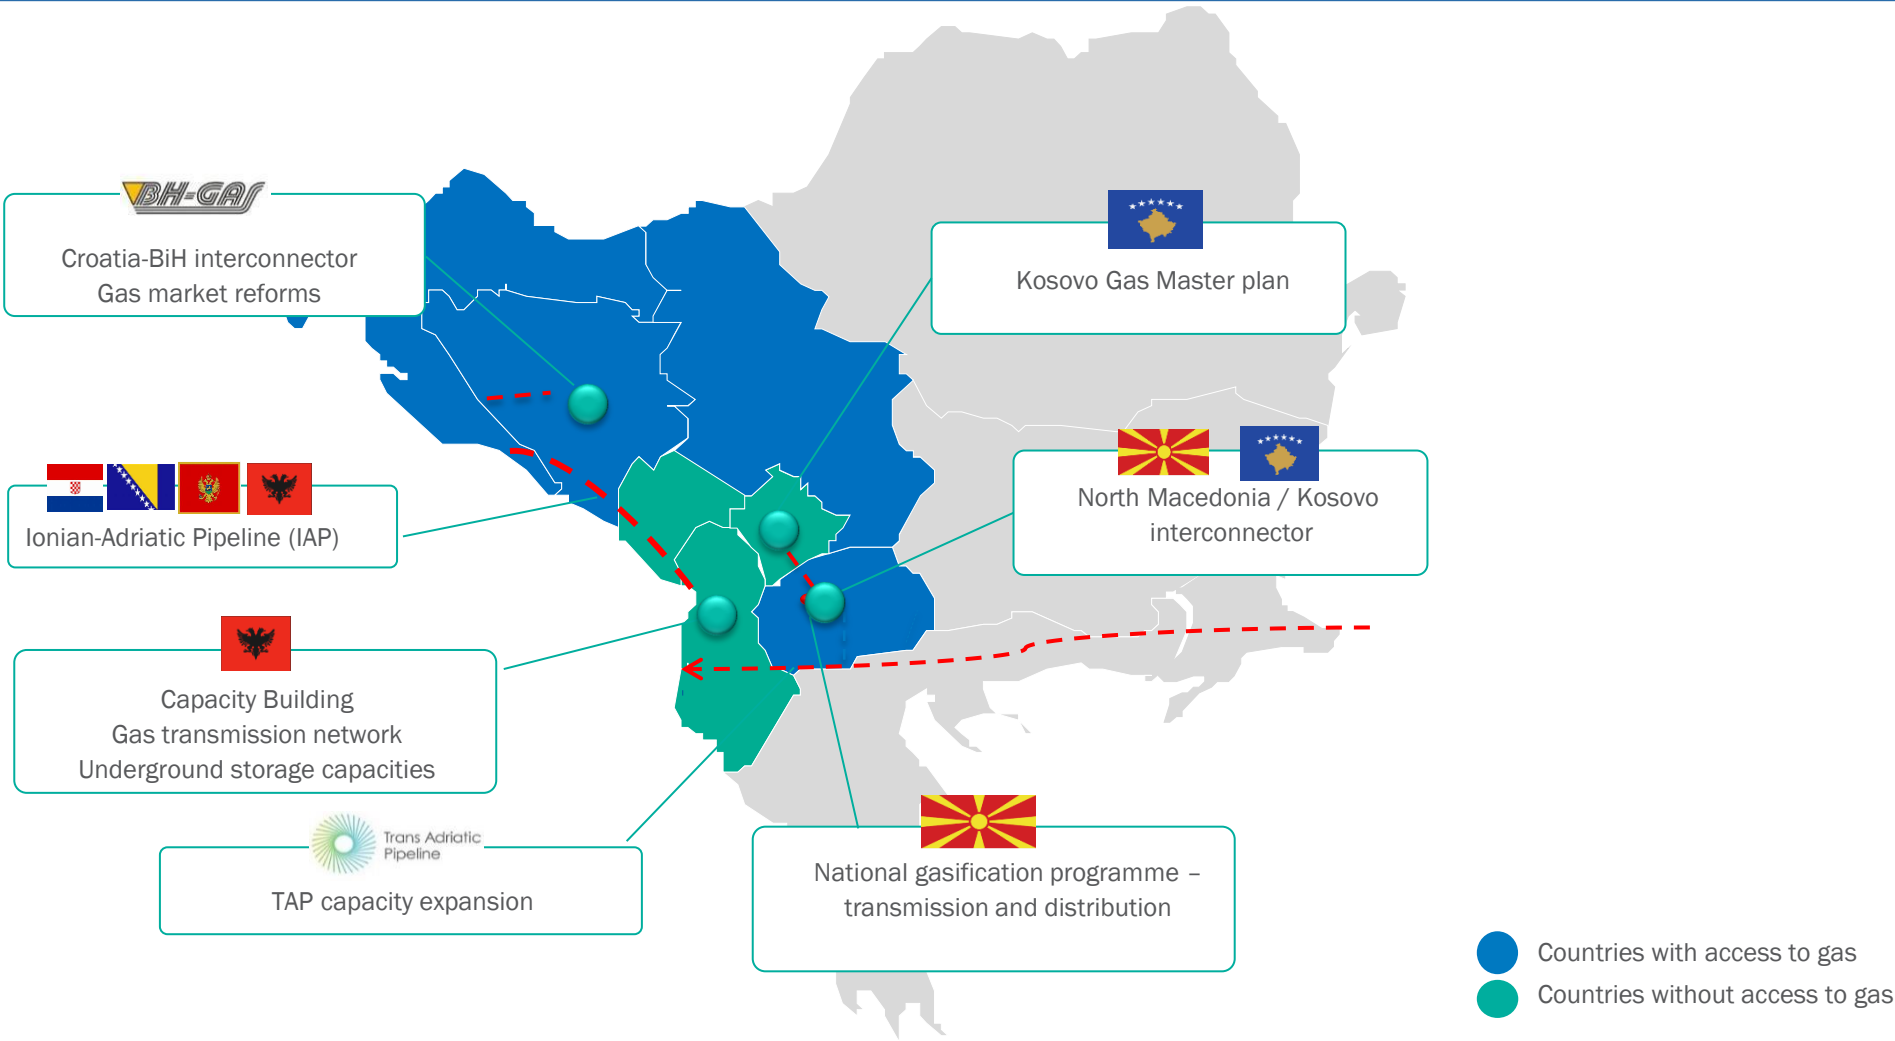 BH-GAS
Croatia-BiH interconnector
Gas market reforms
Kosovo Gas Master plan
North Macedonia / Kosovo
interconnector
Ionian-Adriatic Pipeline (IAP)
Capacity Building
Gas transmission network
Underground storage capacities
Trans Adriatic
Pipeline
TAP capacity expansion
National gasification programme –
transmission and distribution
Countries with access to gas
Countries without access to gas